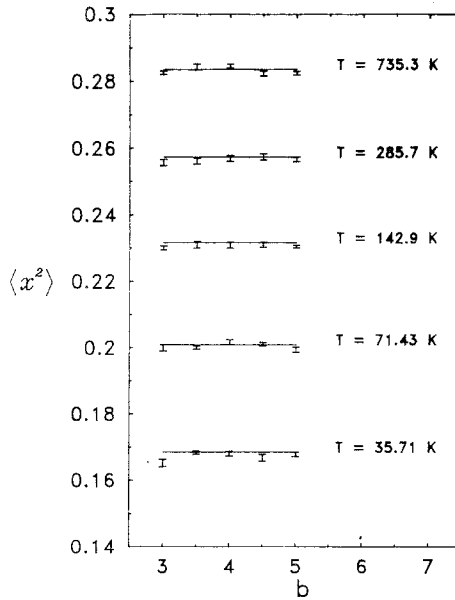 0.3
T = 735.3 K
0.28
T = 285.7 K
0.26
T = 142.9 K
0.24
⟨x²⟩
0.22
T = 71.43 K
0.2
0.18
T = 35.71 K
0.16
0.14
3 4 5 6 7
b